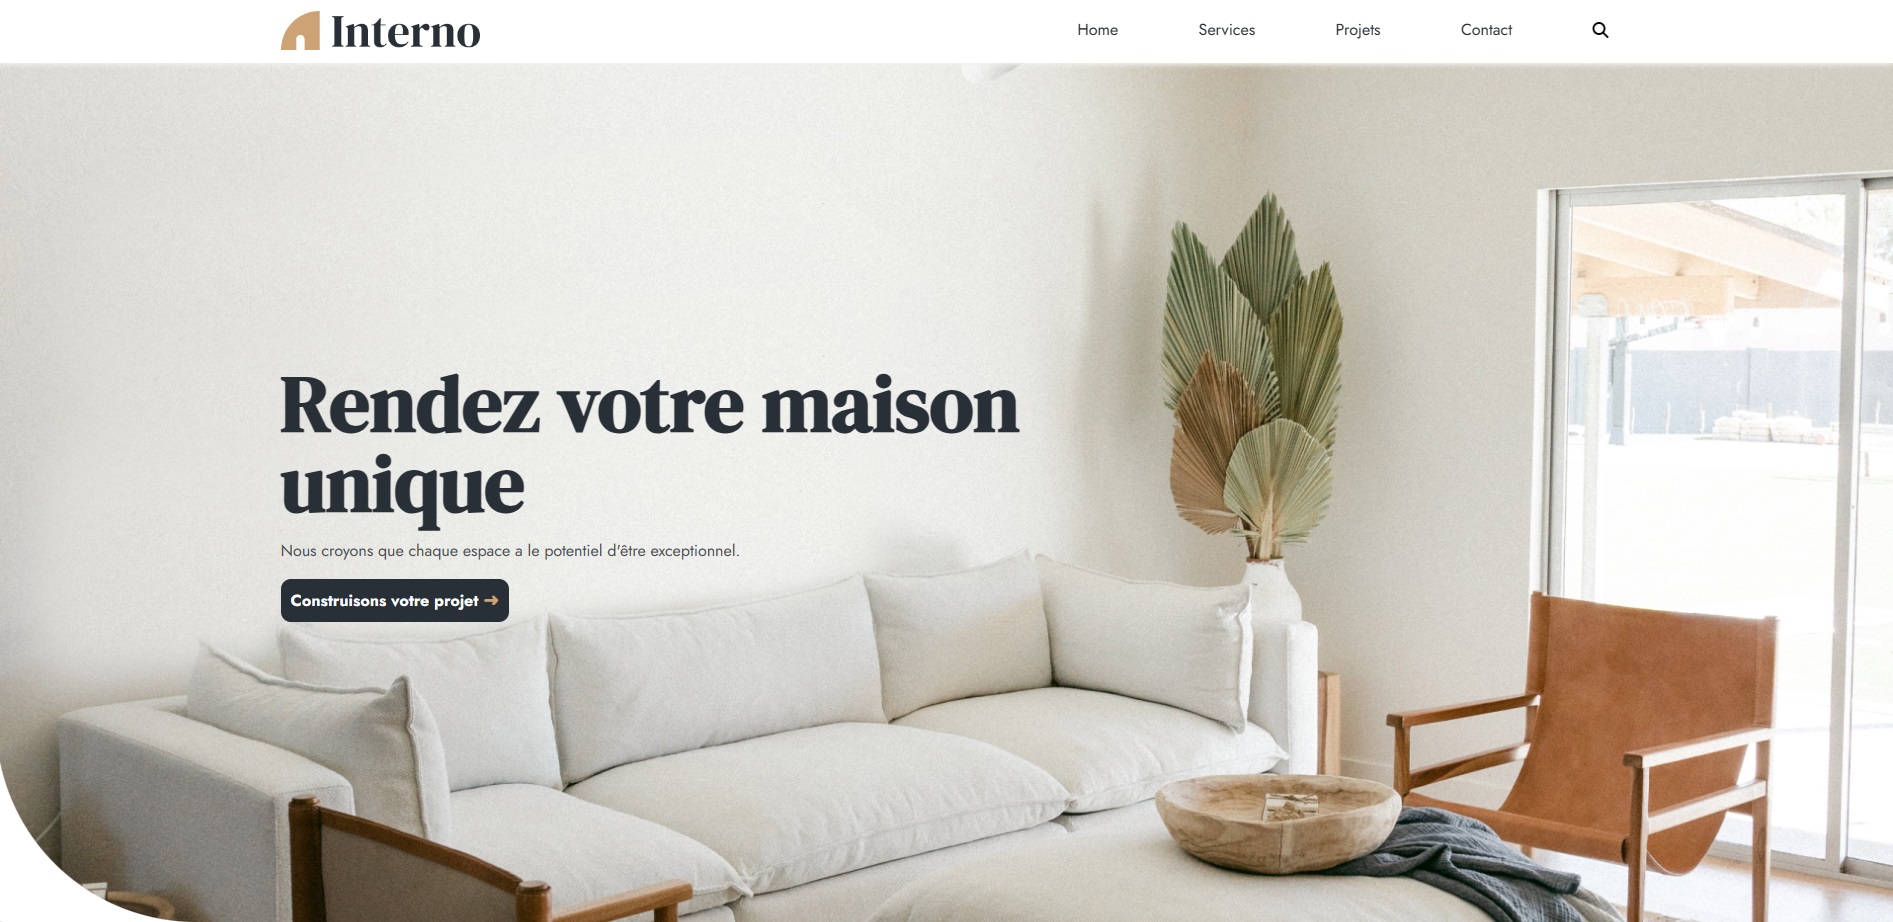 Interno
Home Services Projets Contact
Rendez votre maison
unique
Nous croyons que chaque espace a le potentiel d'être exceptionnel.
Construisons votre projet →